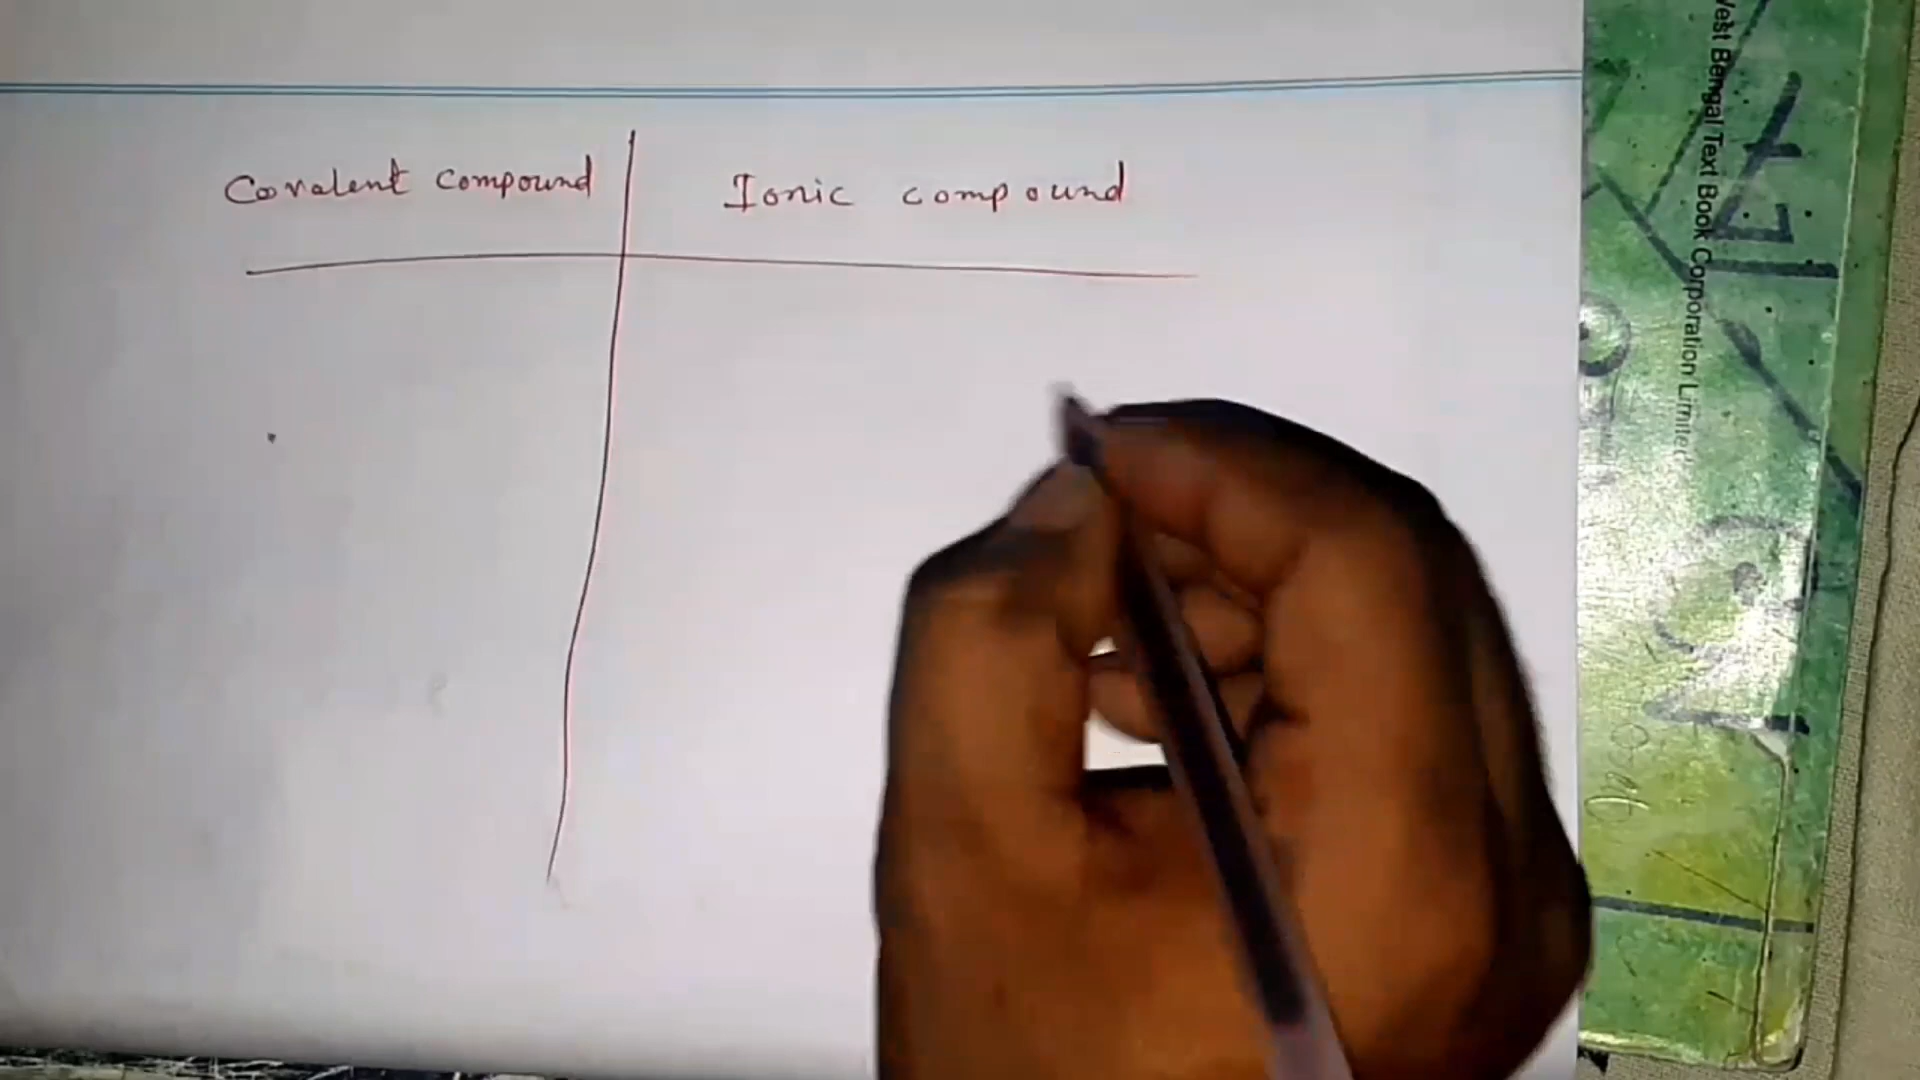 Covalent compound
Ionic compound
West Bengal Text Book Corporation Limited